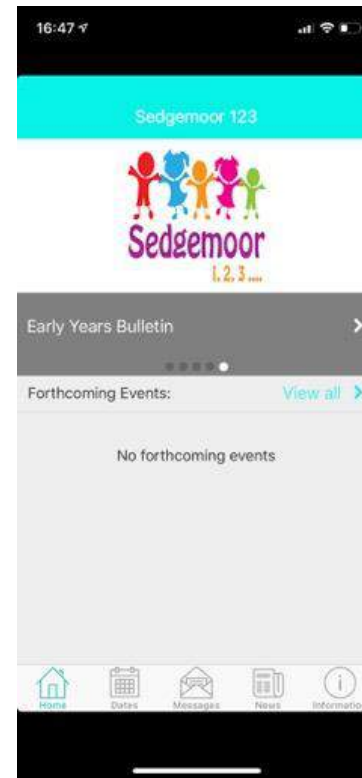 16:47
Sedgemoor 123
Sedgemoor
1, 2, 3 ....
Early Years Bulletin
Forthcoming Events: View all
No forthcoming events
Home Dates Messages News Informatio